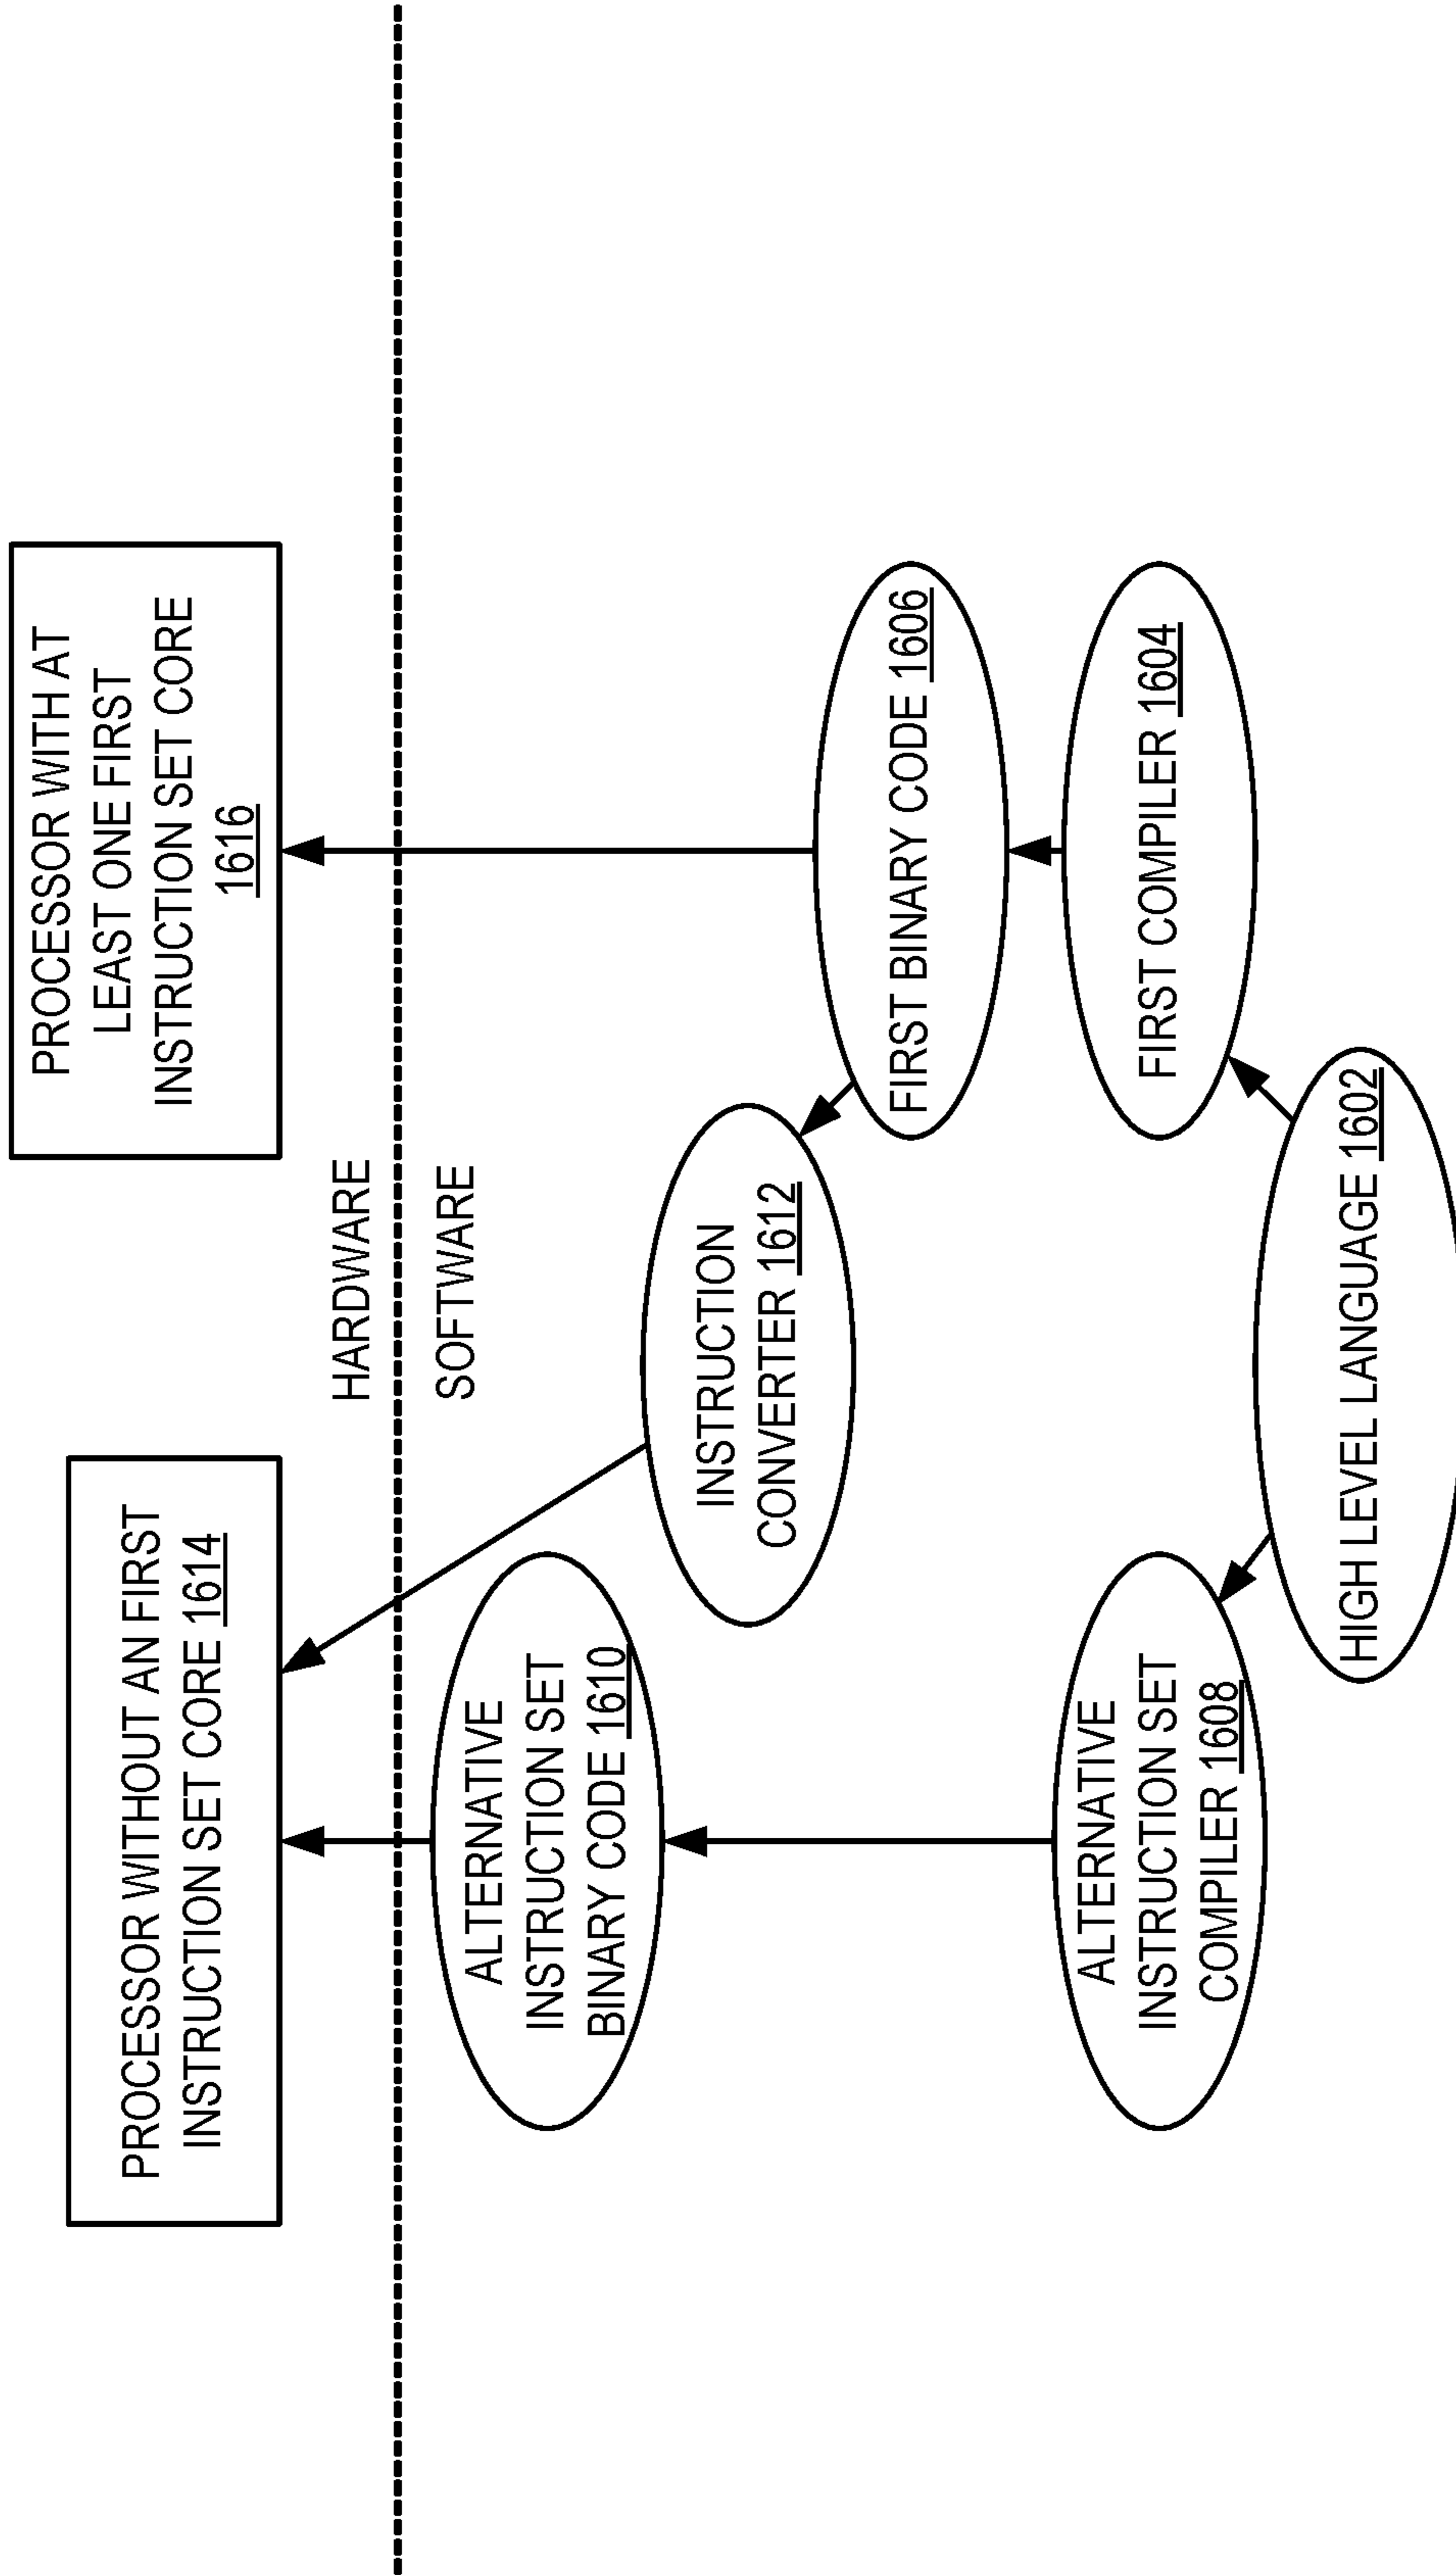 PROCESSOR WITHOUT AN FIRST
INSTRUCTION SET CORE 1614
PROCESSOR WITH AT
LEAST ONE FIRST
INSTRUCTION SET CORE
1616
HARDWARE
SOFTWARE
ALTERNATIVE
INSTRUCTION SET
BINARY CODE 1610
INSTRUCTION
CONVERTER 1612
FIRST BINARY CODE 1606
ALTERNATIVE
INSTRUCTION SET
COMPILER 1608
FIRST COMPILER 1604
HIGH LEVEL LANGUAGE 1602